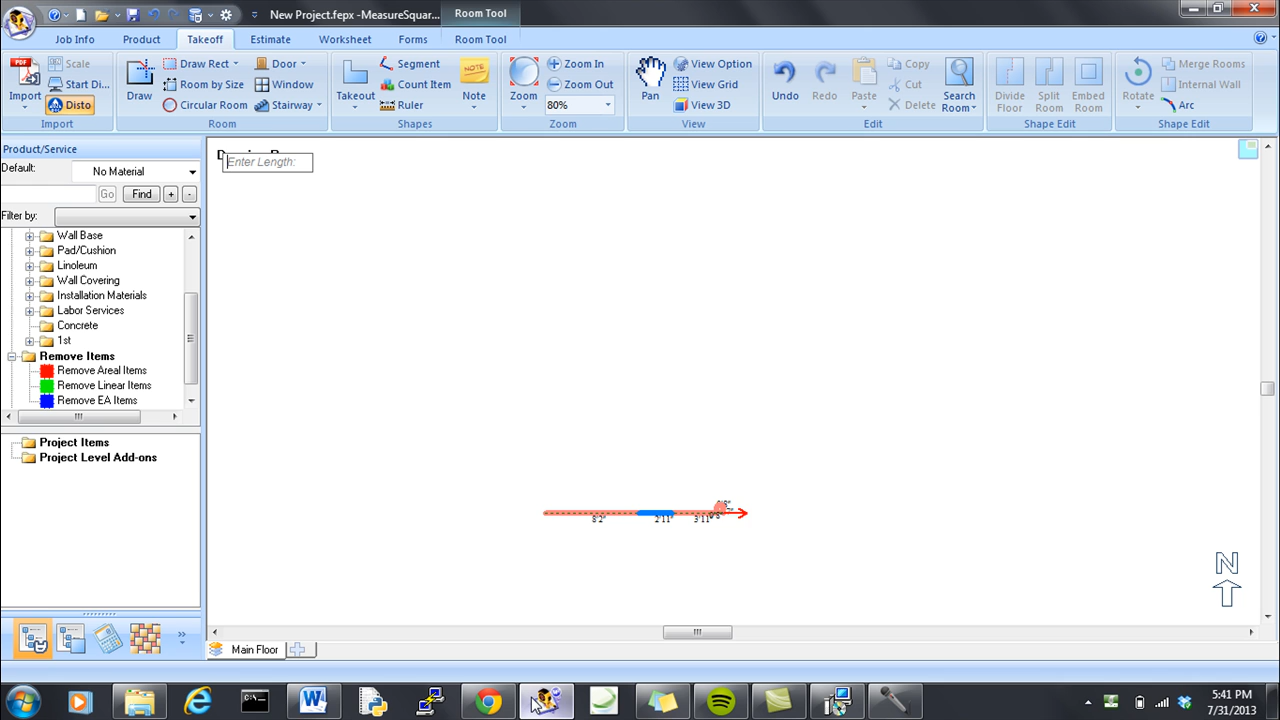 New Project.fepx - MeasureSquar...
Room Tool
Job Info
Product
Takeoff
Estimate
Worksheet
Forms
Room Tool
PDF
Import
Scale
Start Di...
Disto
Import
Draw
Draw Rect
Room by Size
Circular Room
Door
Window
Stairway
Room
Takeoff
Segment
Count Item
Ruler
NOTE
Note
Shapes
Zoom
Zoom In
Zoom Out
80%
Zoom
Pan
View Option
View Grid
View 3D
View
Undo
Redo
Paste
Copy
Cut
Delete
Search
Room
Edit
Divide
Floor
Split
Room
Embed
Room
Shape Edit
Rotate
Merge Rooms
Internal Wall
Arc
Shape Edit
Product/Service
Default:
No Material
Go
Find
+
-
Filter by:
Wall Base
Pad/Cushion
Linoleum
Wall Covering
Installation Materials
Labor Services
Concrete
1st
Remove Items
Remove Areal Items
Remove Linear Items
Remove EA Items
Project Items
Project Level Add-ons
Enter Length:
8'2"
2'11"
3'11"
N
Main Floor
5:41 PM
7/31/2013